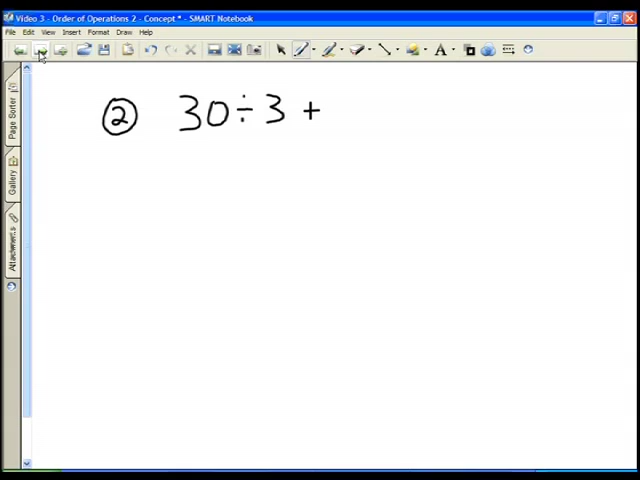 Video 3 - Order of Operations 2 - Concept * - SMART Notebook
File Edit View Insert Format Draw Help
A
Page Sorter
Gallery
Attachments
② 30 ÷ 3 +